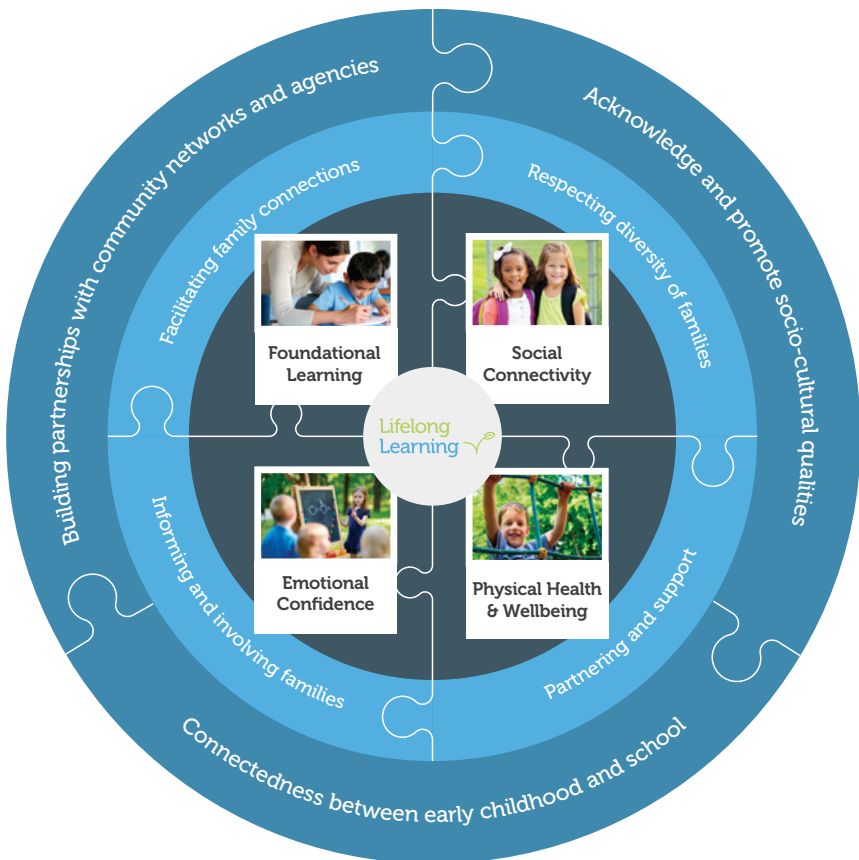 Building partnerships with community networks and agencies
Acknowledge and promote socio-cultural qualities
Facilitating family connections
Respecting diversity of families
Foundational
Learning
Social
Connectivity
Lifelong
Learning
Emotional
Confidence
Physical Health
& Wellbeing
Informing and involving families
Partnering and support
Connectedness between early childhood and school